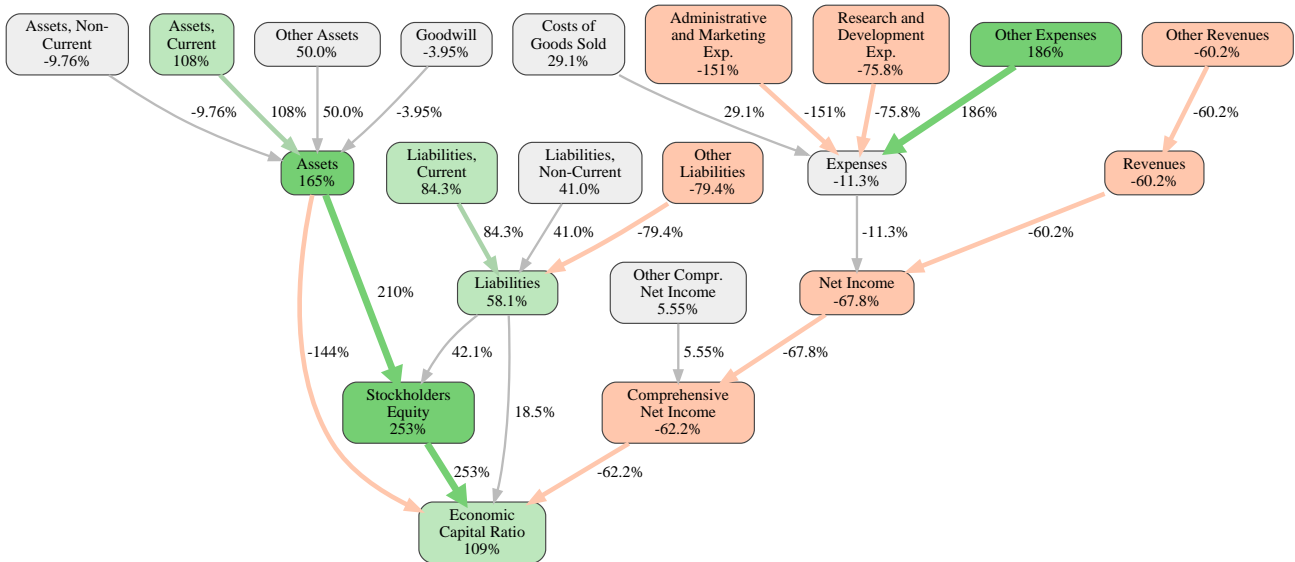 Assets, Non-
Current
-9.76%
Assets,
Current
108%
Other Assets
50.0%
Goodwill
-3.95%
Costs of
Goods Sold
29.1%
Administrative
and Marketing
Exp.
-151%
Research and
Development
Exp.
-75.8%
Other Expenses
186%
Other Revenues
-60.2%
-9.76%
108%
50.0%
-3.95%
29.1%
-151%
-75.8%
186%
-60.2%
Assets
165%
Liabilities,
Current
84.3%
Liabilities,
Non-Current
41.0%
Other
Liabilities
-79.4%
Expenses
-11.3%
Revenues
-60.2%
84.3%
41.0%
-79.4%
-11.3%
-60.2%
210%
Liabilities
58.1%
Other Compr.
Net Income
5.55%
Net Income
-67.8%
-144%
42.1%
5.55%
-67.8%
Stockholders
Equity
253%
18.5%
Comprehensive
Net Income
-62.2%
253%
-62.2%
Economic
Capital Ratio
109%